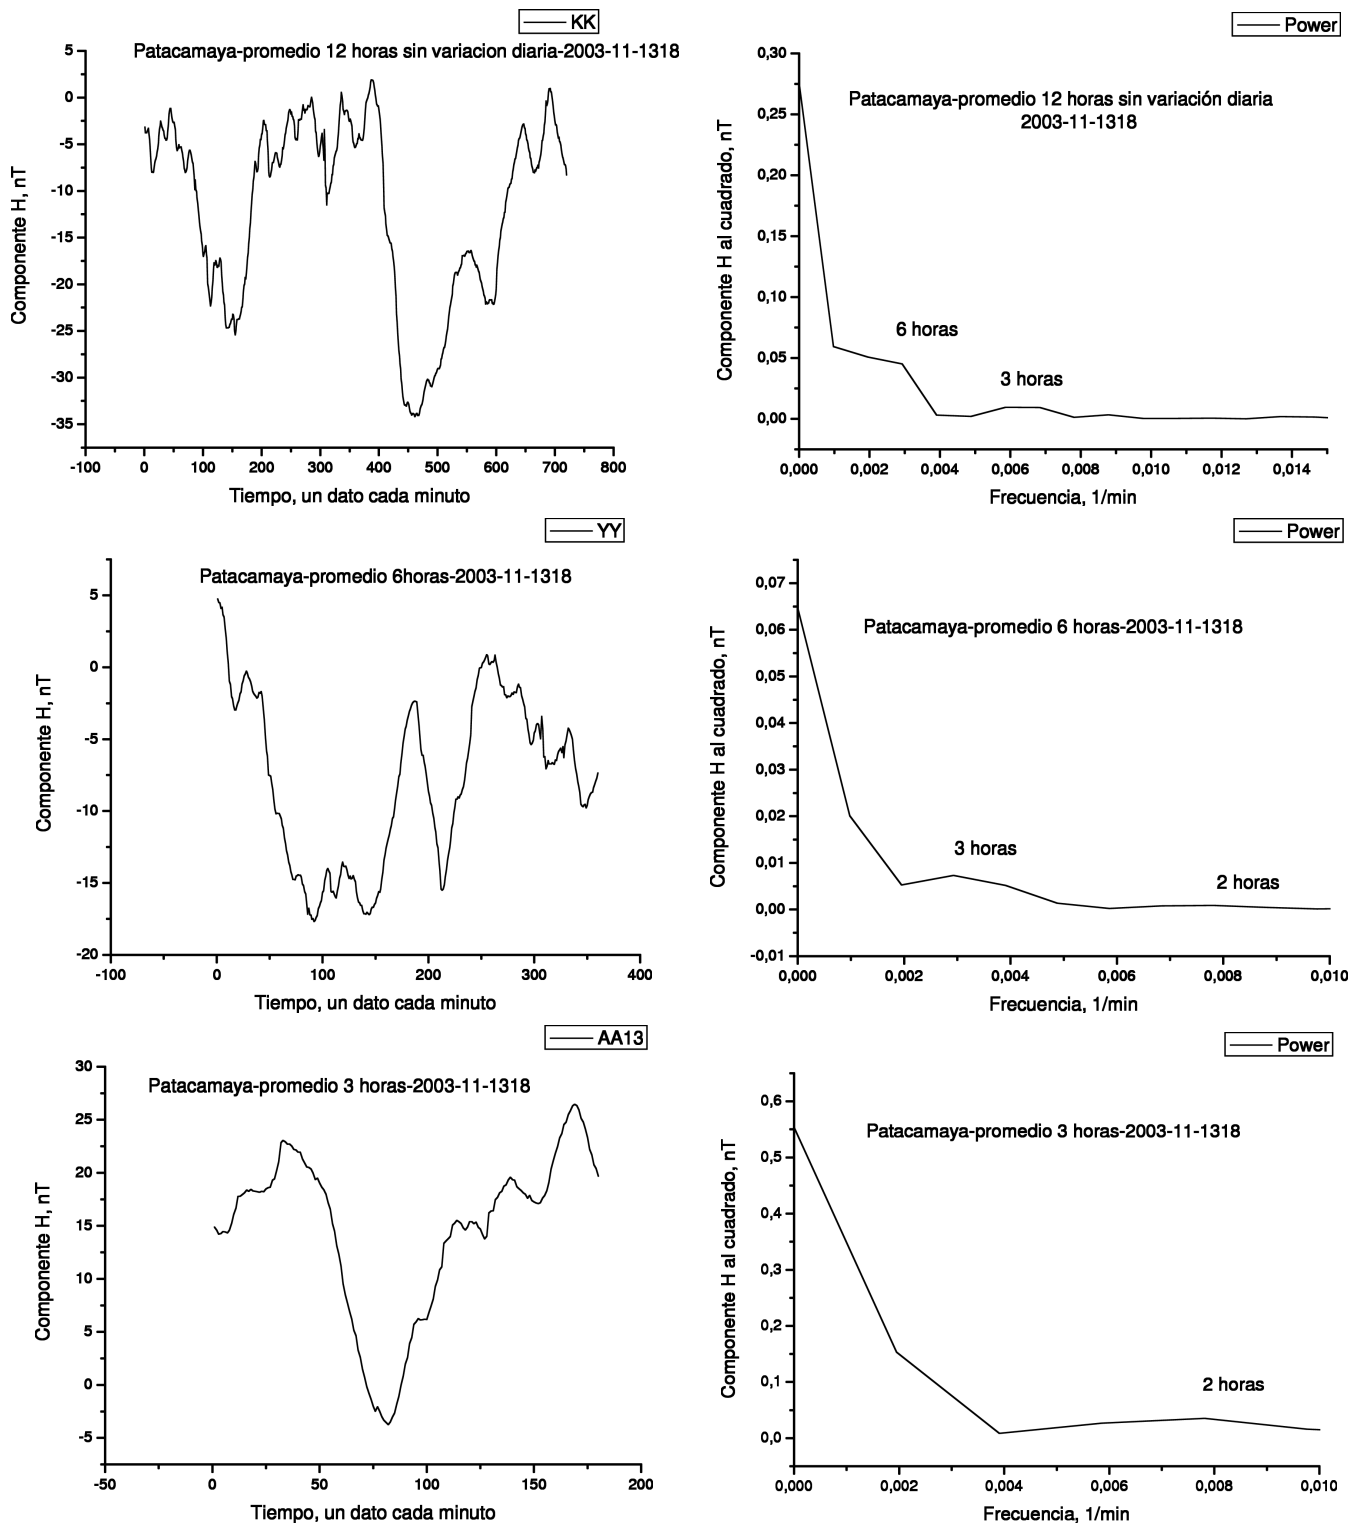 KK
Patacamaya-promedio 12 horas sin variacion diaria-2003-11-1318
5
0
-5
-10
-15
-20
-25
-30
-35
Componente H, nT
-100 0 100 200 300 400 500 600 700 800
Tiempo, un dato cada minuto
Power
Patacamaya-promedio 12 horas sin variación diaria
2003-11-1318
0,30
0,25
0,20
0,15
0,10
0,05
0,00
Componente H al cuadrado, nT
6 horas
3 horas
0,000 0,002 0,004 0,006 0,008 0,010 0,012 0,014
Frecuencia, 1/min
YY
Patacamaya-promedio 6horas-2003-11-1318
5
0
-5
-10
-15
-20
Componente H, nT
-100 0 100 200 300 400
Tiempo, un dato cada minuto
Power
Patacamaya-promedio 6 horas-2003-11-1318
0,07
0,06
0,05
0,04
0,03
0,02
0,01
0,00
-0,01
Componente H al cuadrado, nT
3 horas
2 horas
0,000 0,002 0,004 0,006 0,008 0,010
Frecuencia, 1/min
AA13
Patacamaya-promedio 3 horas-2003-11-1318
30
25
20
15
10
5
0
-5
Componente H, nT
-50 0 50 100 150 200
Tiempo, un dato cada minuto
Power
Patacamaya-promedio 3 horas-2003-11-1318
0,6
0,5
0,4
0,3
0,2
0,1
0,0
Componente H al cuadrado, nT
2 horas
0,000 0,002 0,004 0,006 0,008 0,010
Frecuencia, 1/min